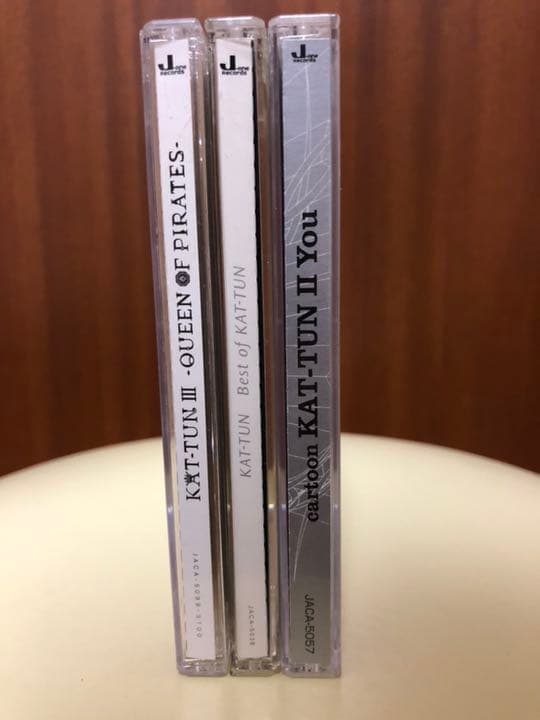 J-one Records
KAT-TUN III -QUEEN OF PIRATES-
JACA-5099-5100
J-one Records
KAT-TUN Best of KAT-TUN
J-one Records
cartoon KAT-TUN II You
JACA-5057